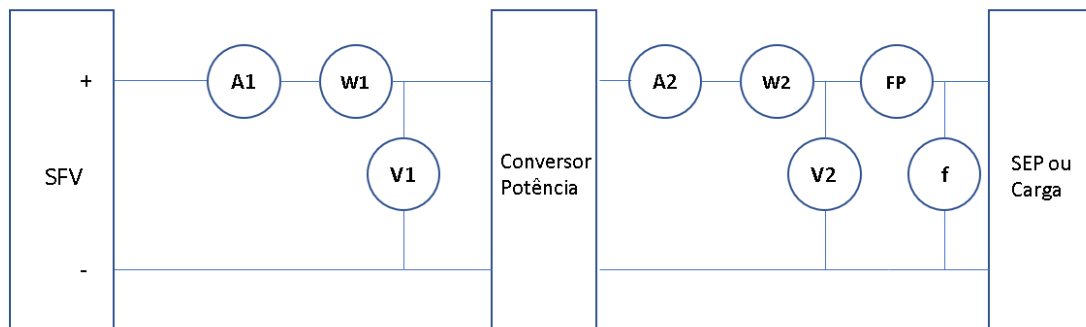 +
A1
W1
A2
W2
FP
SFV
V1
Conversor
Potência
V2
f
SEP ou
Carga
-